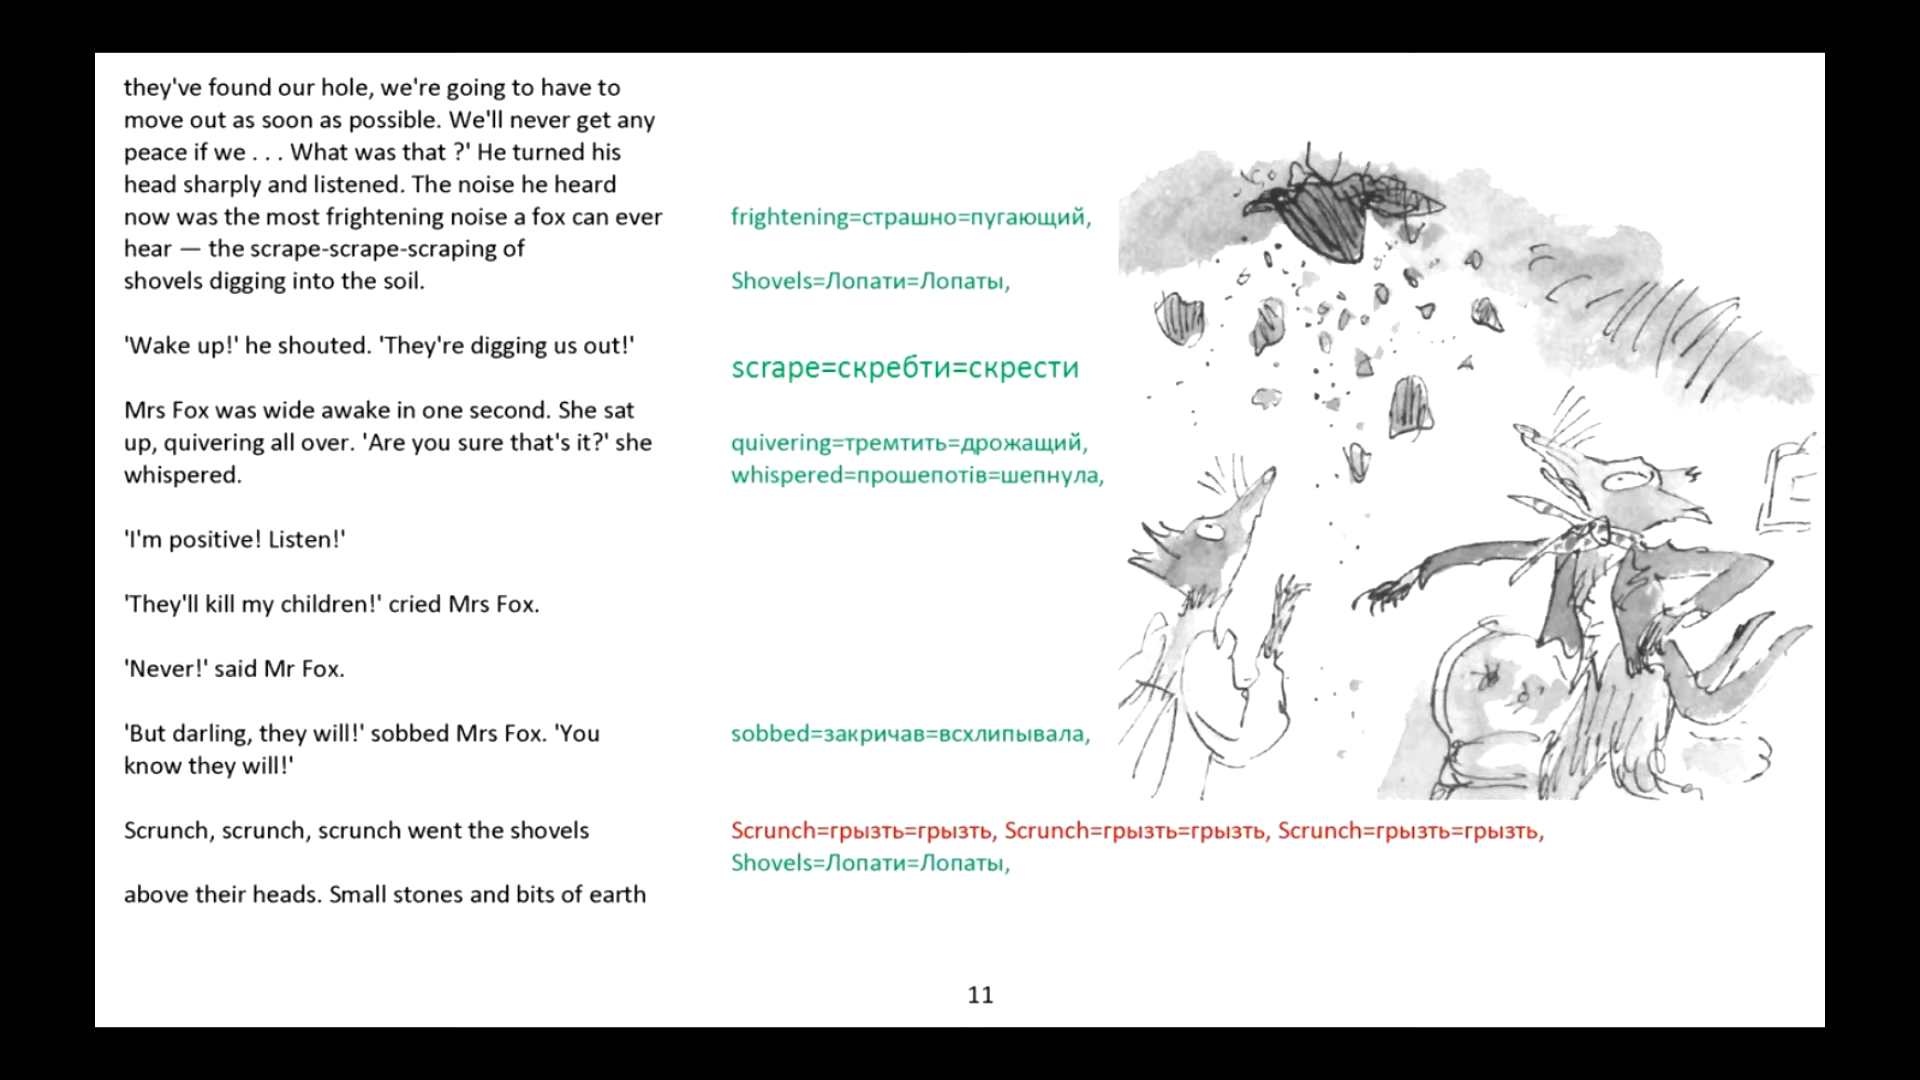 they've found our hole, we're going to have to
move out as soon as possible. We'll never get any
peace if we . . . What was that ?' He turned his
head sharply and listened. The noise he heard
now was the most frightening noise a fox can ever
hear — the scrape-scrape-scraping of
shovels digging into the soil.
'Wake up!' he shouted. 'They're digging us out!'
Mrs Fox was wide awake in one second. She sat
up, quivering all over. 'Are you sure that's it?' she
whispered.
'I'm positive! Listen!'
'They'll kill my children!' cried Mrs Fox.
'Never!' said Mr Fox.
'But darling, they will!' sobbed Mrs Fox. 'You
know they will!'
Scrunch, scrunch, scrunch went the shovels
above their heads. Small stones and bits of earth
frightening=страшно=пугающий,
Shovels=Лопати=Лопаты,
scrape=скребти=скрести
quivering=тремтить=дрожащий,
whispered=прошепотів=шепнула,
sobbed=закричав=всхлипывала,
Scrunch=грызть=грызть, Scrunch=грызть=грызть, Scrunch=грызть=грызть,
Shovels=Лопати=Лопаты,
11